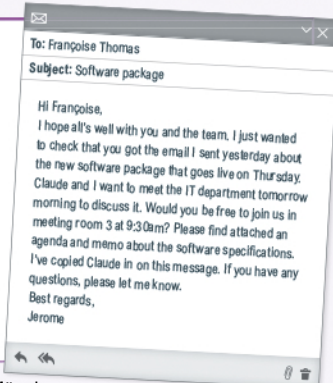 To: Françoise Thomas
Subject: Software package
Hi Françoise,
I hope all's well with you and the team. I just wanted
to check that you got the email I sent yesterday about
the new software package that goes live on Thursday.
Claude and I want to meet the IT department tomorrow
morning to discuss it. Would you be free to join us in
meeting room 3 at 9:30am? Please find attached an
agenda and memo about the software specifications.
I've copied Claude in on this message. If you have any
questions, please let me know.
Best regards,
Jerome